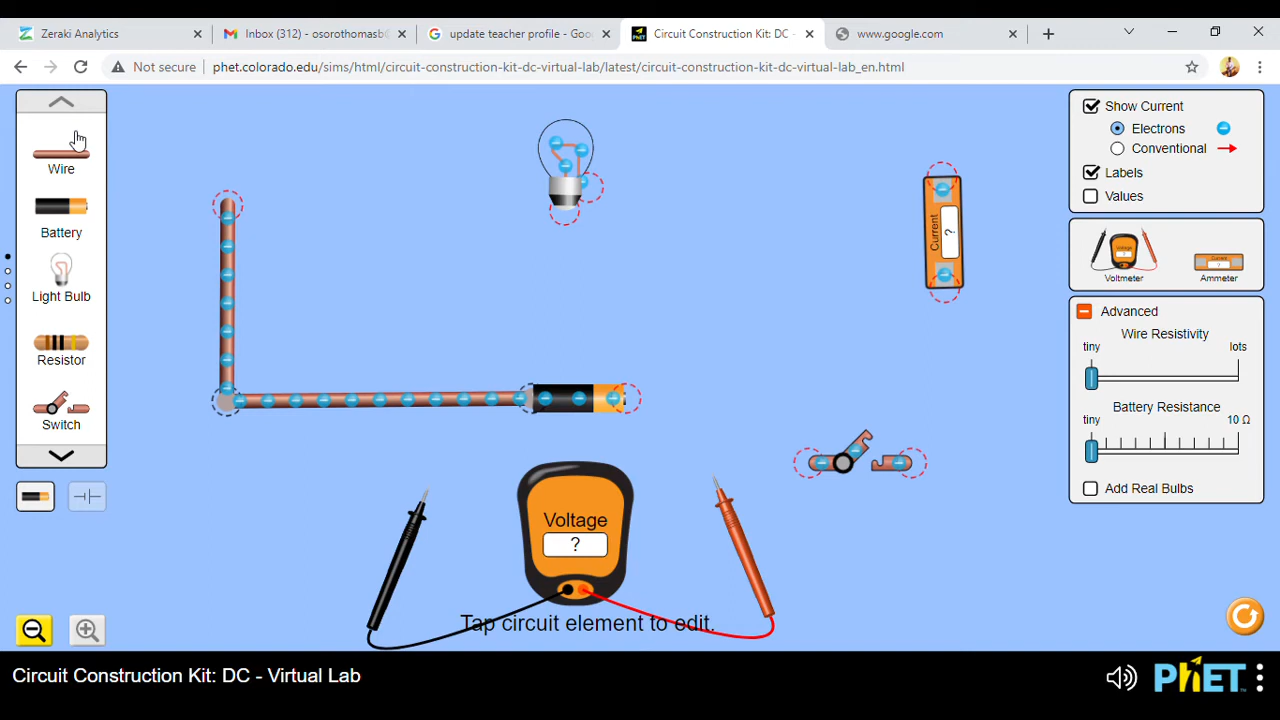 Zeraki Analytics
Inbox (312) - osorothomasb@
update teacher profile - Goo
Circuit Construction Kit: DC -
www.google.com
Not secure
phet.colorado.edu/sims/html/circuit-construction-kit-dc-virtual-lab/latest/circuit-construction-kit-dc-virtual-lab_en.html
Wire
Battery
Light Bulb
Resistor
Switch
Current
?
Voltage
?
Tap circuit element to edit.
Show Current
Electrons
Conventional
Labels
Values
Voltage
?
Voltmeter
Current
?
Ammeter
Advanced
Wire Resistivity
tiny
lots
Battery Resistance
tiny
10 Ω
Add Real Bulbs
Circuit Construction Kit: DC - Virtual Lab
PhET